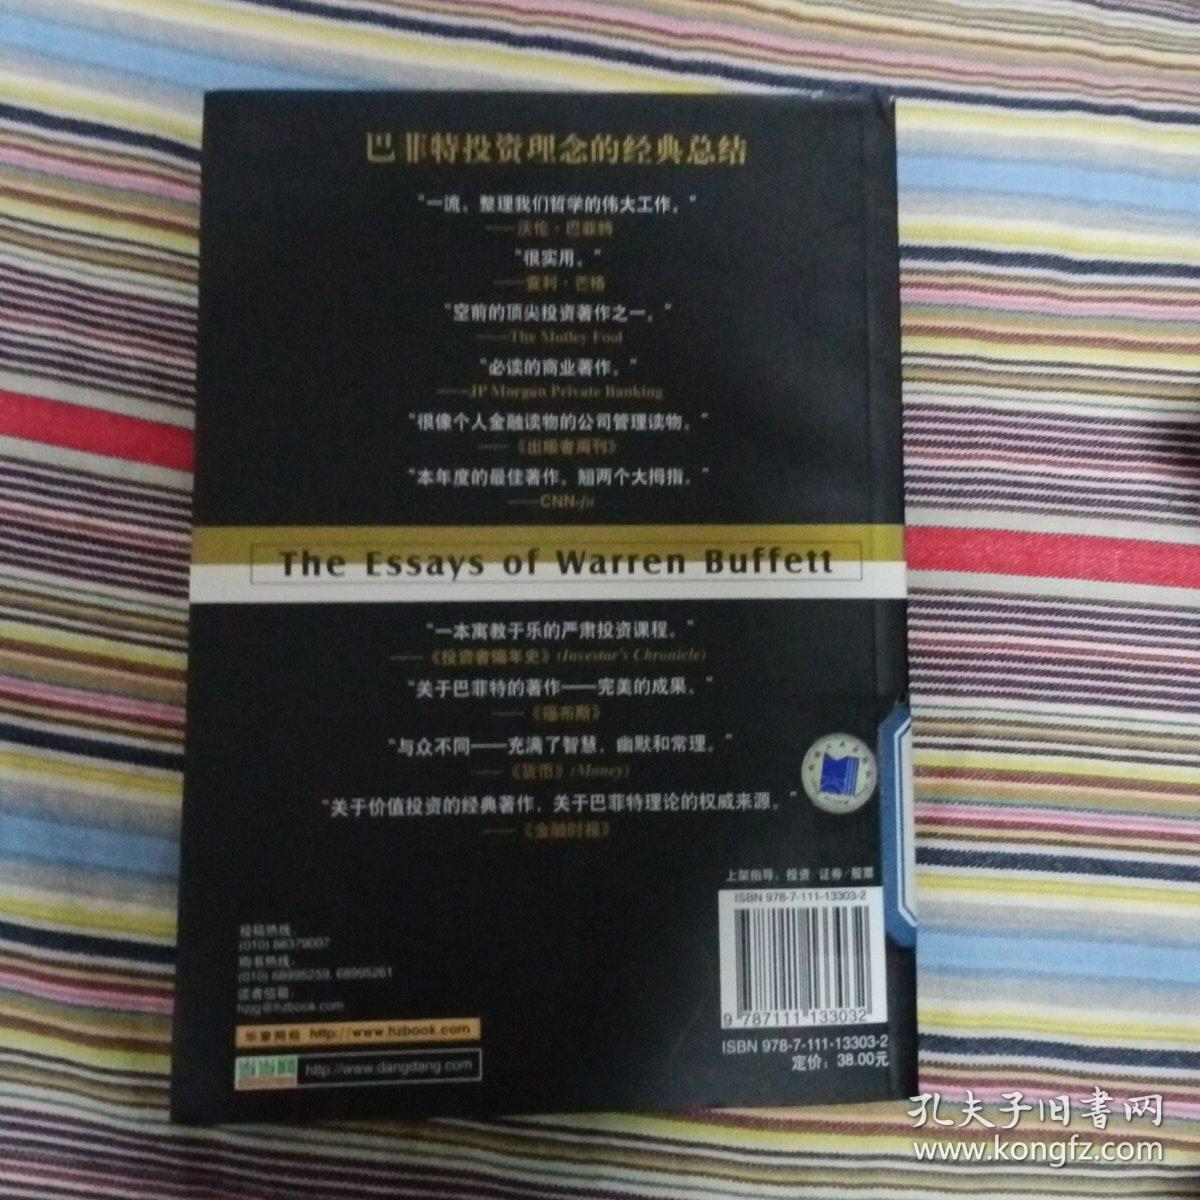 巴菲特投资理念的经典总结
“一流。整理我们哲学的伟大工作。”
——沃伦·巴菲特
“很实用。”
——查利·芒格
“空前的顶尖投资著作之一。”
——The Motley Fool
“必读的商业著作。”
——JP Morgan Private Banking
“很像个人金融读物的公司管理读物。”
——《出版者周刊》
“本年度的最佳著作。翘两个大拇指。”
——CNN-fn
The Essays of Warren Buffett
“一本寓教于乐的严肃投资课程。”
——《投资者编年史》(Investor's Chronicle)
“关于巴菲特的著作——完美的成果。”
——《福布斯》
“与众不同——充满了智慧、幽默和常理。”
——《货币》(Money)
“关于价值投资的经典著作，关于巴菲特理论的权威来源。”
——《金融时报》
上架指导：投资/证券/股票
ISBN 978-7-111-13303-2
9 787111 133032
ISBN 978-7-111-13303-2
定价：38.00元
投稿热线：
(010) 88379007
购书热线：
(010) 68995259, 68995261
读者信箱：
hzjg@hzbook.com
华章网站 http://www.hzbook.com
当当网 http://www.dangdang.com
孔夫子旧書网
www.kongfz.com